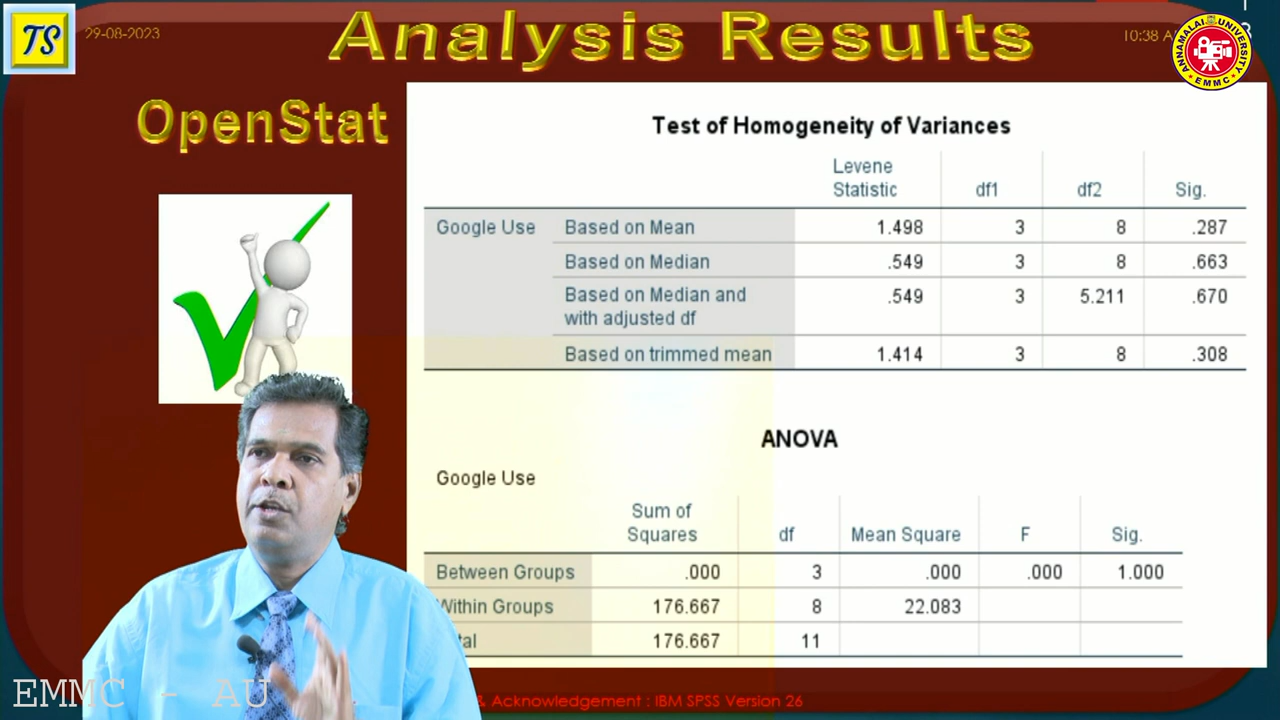 TS
29-08-2023
Analysis Results
10:38
ANNAMALAI UNIVERSITY
EMMC
OpenStat
Test of Homogeneity of Variances
Levene Statistic df1 df2 Sig.
Google Use Based on Mean 1.498 3 8 .287
Based on Median .549 3 8 .663
Based on Median and with adjusted df .549 3 5.211 .670
Based on trimmed mean 1.414 3 8 .308
ANOVA
Google Use
Sum of Squares df Mean Square F Sig.
Between Groups .000 3 .000 .000 1.000
Within Groups 176.667 8 22.083
176.667 11
EMMC - AU
& Acknowledgement : IBM SPSS Version 26